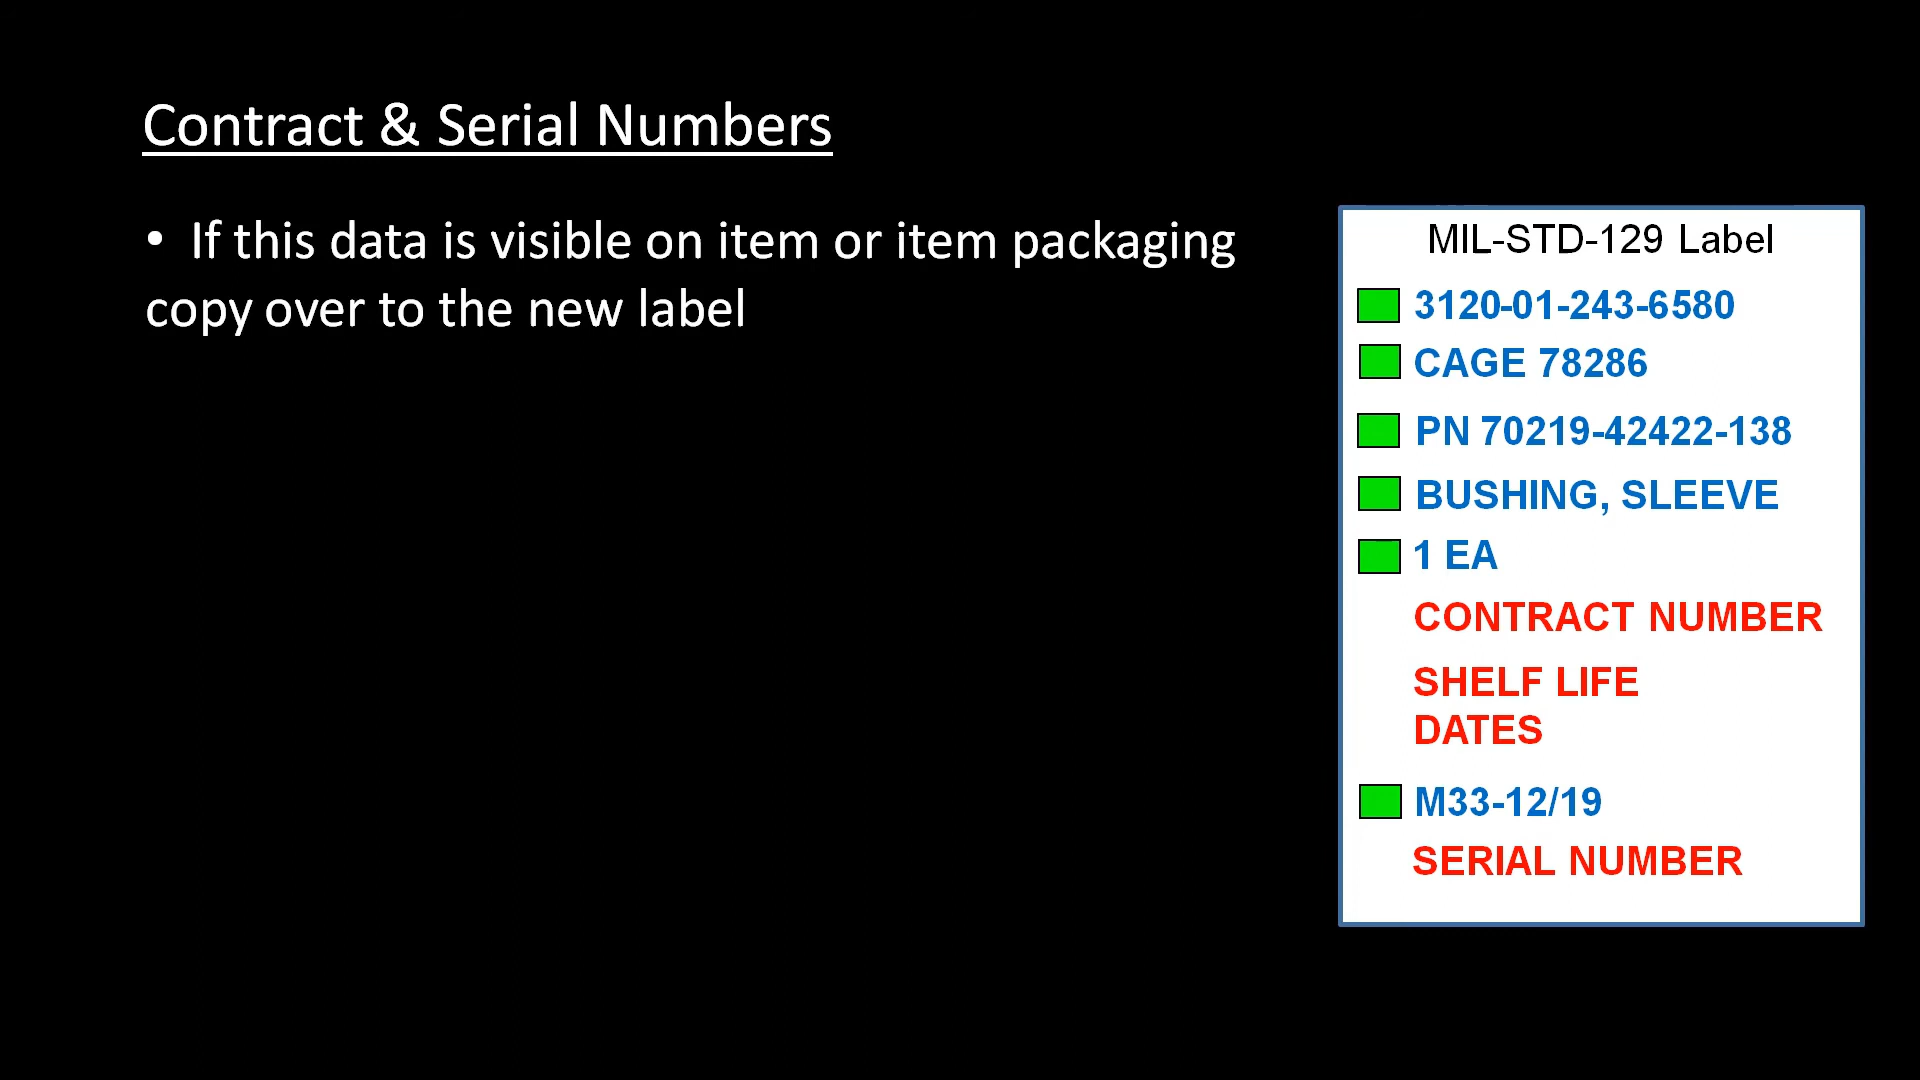 Contract & Serial Numbers
• If this data is visible on item or item packaging
copy over to the new label
MIL-STD-129 Label
3120-01-243-6580
CAGE 78286
PN 70219-42422-138
BUSHING, SLEEVE
1 EA
CONTRACT NUMBER
SHELF LIFE
DATES
M33-12/19
SERIAL NUMBER